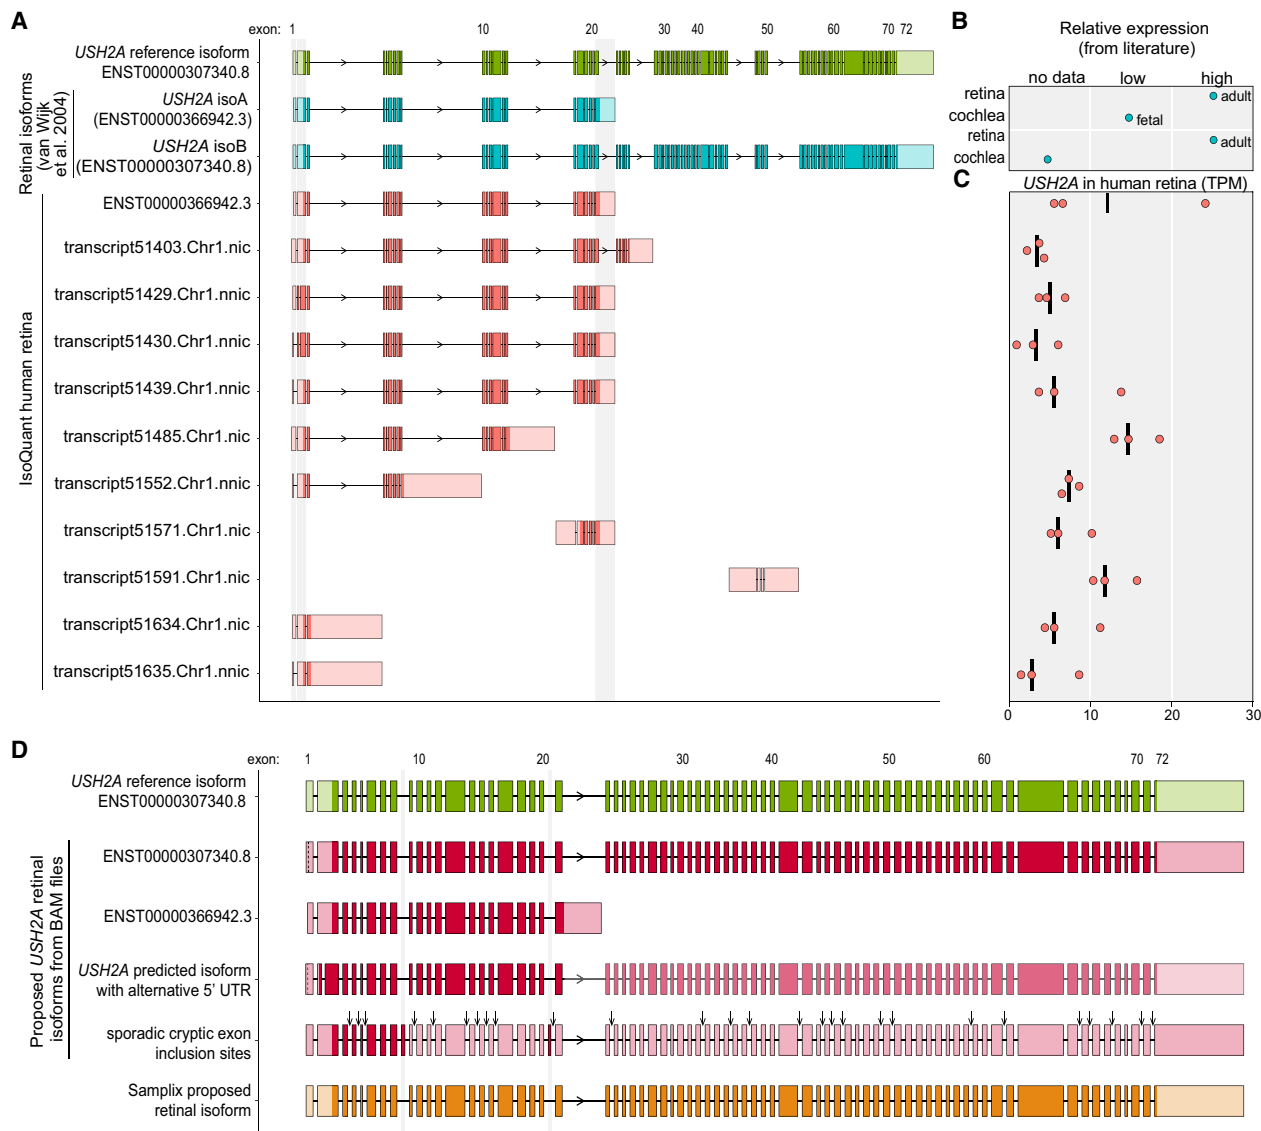 A
exon: 1 10 20 30 40 50 60 70 72
USH2A reference isoform
ENST00000307340.8
Retinal isoforms
(van Wijk
et al. 2004)
USH2A isoA
(ENST00000366942.3)
USH2A isoB
(ENST00000307340.8)
IsoQuant human retina
ENST00000366942.3
transcript51403.Chr1.nic
transcript51429.Chr1.nnic
transcript51430.Chr1.nnic
transcript51439.Chr1.nnic
transcript51485.Chr1.nic
transcript51552.Chr1.nnic
transcript51571.Chr1.nic
transcript51591.Chr1.nic
transcript51634.Chr1.nic
transcript51635.Chr1.nnic
B
Relative expression
(from literature)
no data low high
retina adult
cochlea fetal
retina adult
cochlea
C
USH2A in human retina (TPM)
0 10 20 30
D
exon: 1 10 20 30 40 50 60 70 72
USH2A reference isoform
ENST00000307340.8
Proposed USH2A retinal
isoforms from BAM files
ENST00000307340.8
ENST00000366942.3
USH2A predicted isoform
with alternative 5' UTR
sporadic cryptic exon
inclusion sites
Samplix proposed
retinal isoform